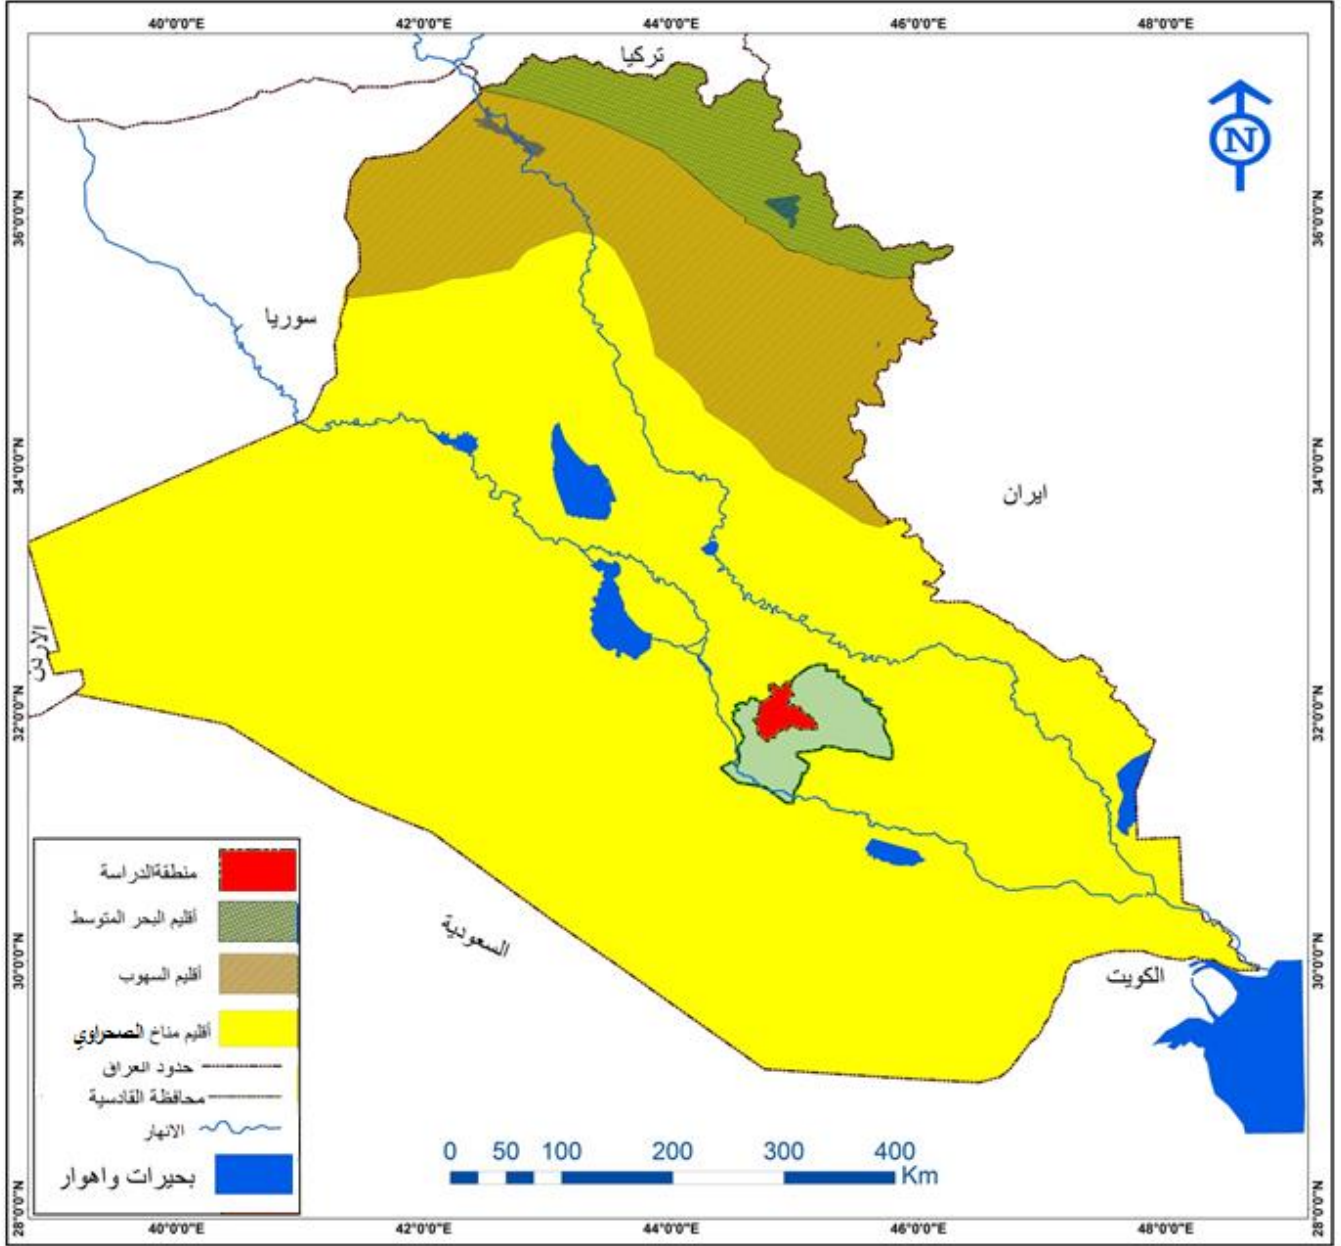 40°0'0"E 42°0'0"E 44°0'0"E 46°0'0"E 48°0'0"E
تركيا
N
36°0'0"N 36°0'0"N
سوريا
34°0'0"N 34°0'0"N
ايران
الاردن
32°0'0"N 32°0'0"N
السعودية
الكويت
30°0'0"N 30°0'0"N
منطقةالدراسة
أقليم البحر المتوسط
أقليم السهوب
أقليم مناخ الصحراوي
حدود العراق
محافظة القادسية
الانهار
بحيرات واهوار
0 50 100 200 300 400
Km
28°0'0"N 28°0'0"N
40°0'0"E 42°0'0"E 44°0'0"E 46°0'0"E 48°0'0"E